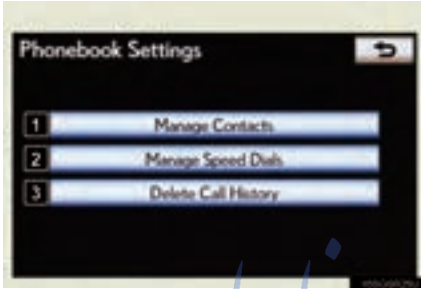 Phonebook Settings
1 Manage Contacts
2 Manage Speed Dials
3 Delete Call History